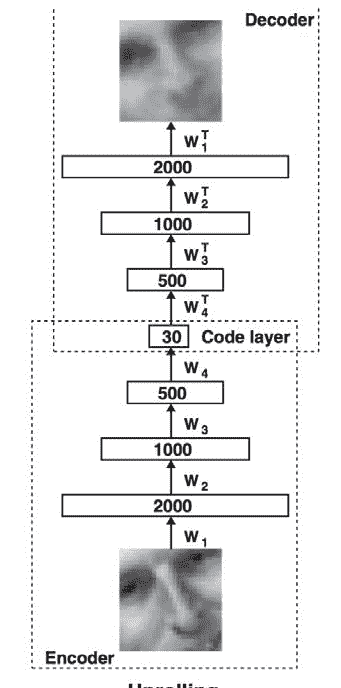 Decoder
W₁ᵀ
2000
W₂ᵀ
1000
W₃ᵀ
500
W₄ᵀ
30 Code layer
W₄
500
W₃
1000
W₂
2000
W₁
Encoder